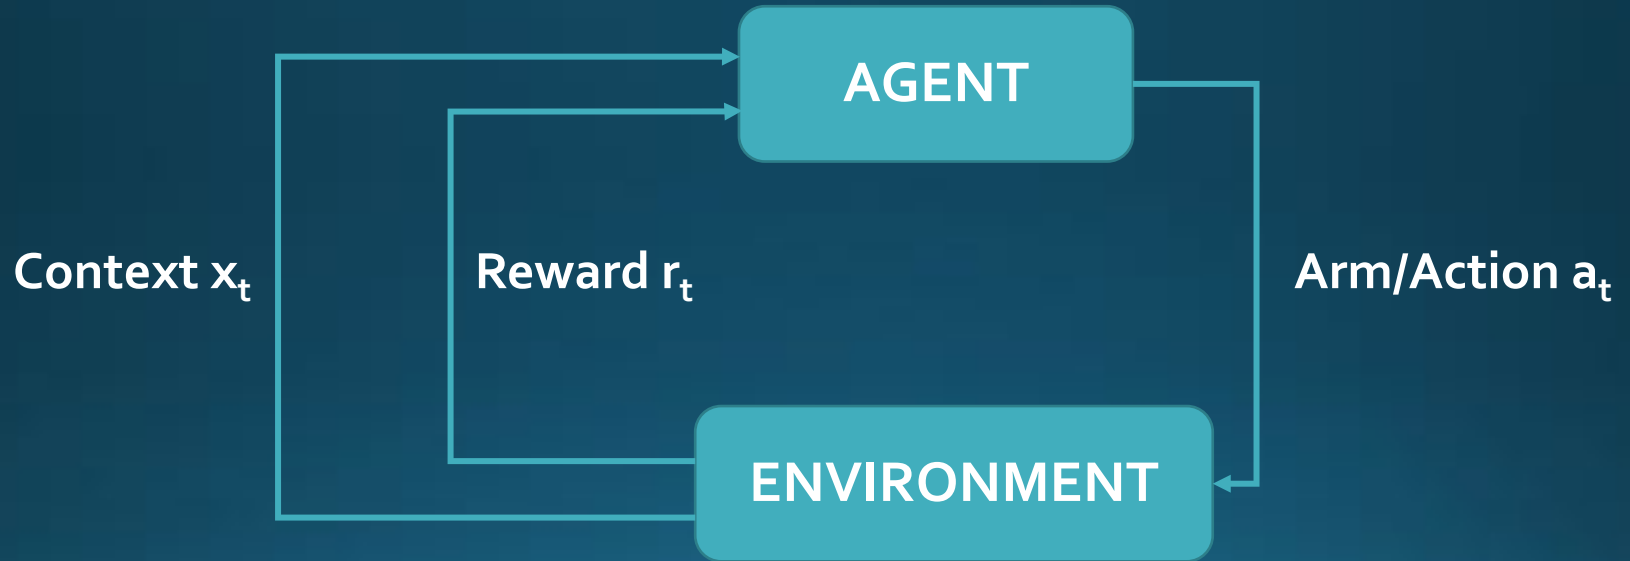 AGENT
Context xₜ
Reward rₜ
Arm/Action aₜ
ENVIRONMENT